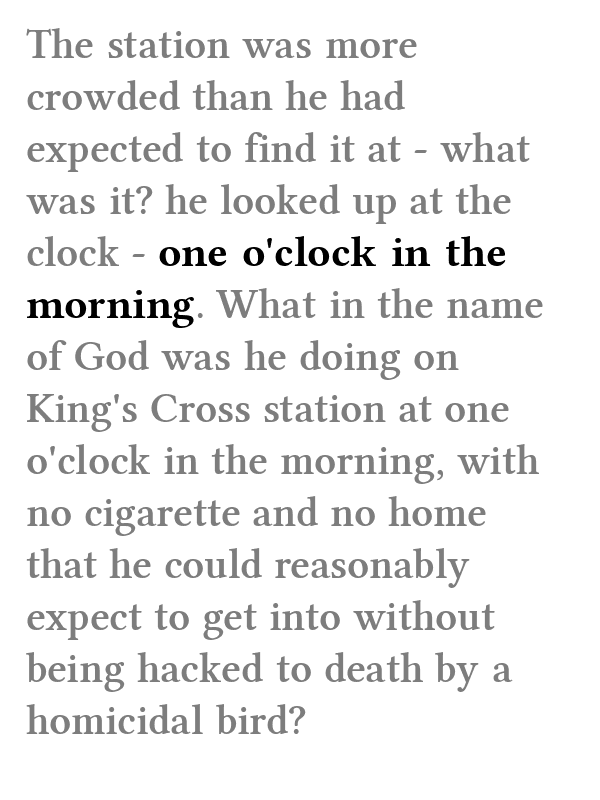 The station was more
crowded than he had
expected to find it at - what
was it? he looked up at the
clock - one o'clock in the
morning. What in the name
of God was he doing on
King's Cross station at one
o'clock in the morning, with
no cigarette and no home
that he could reasonably
expect to get into without
being hacked to death by a
homicidal bird?